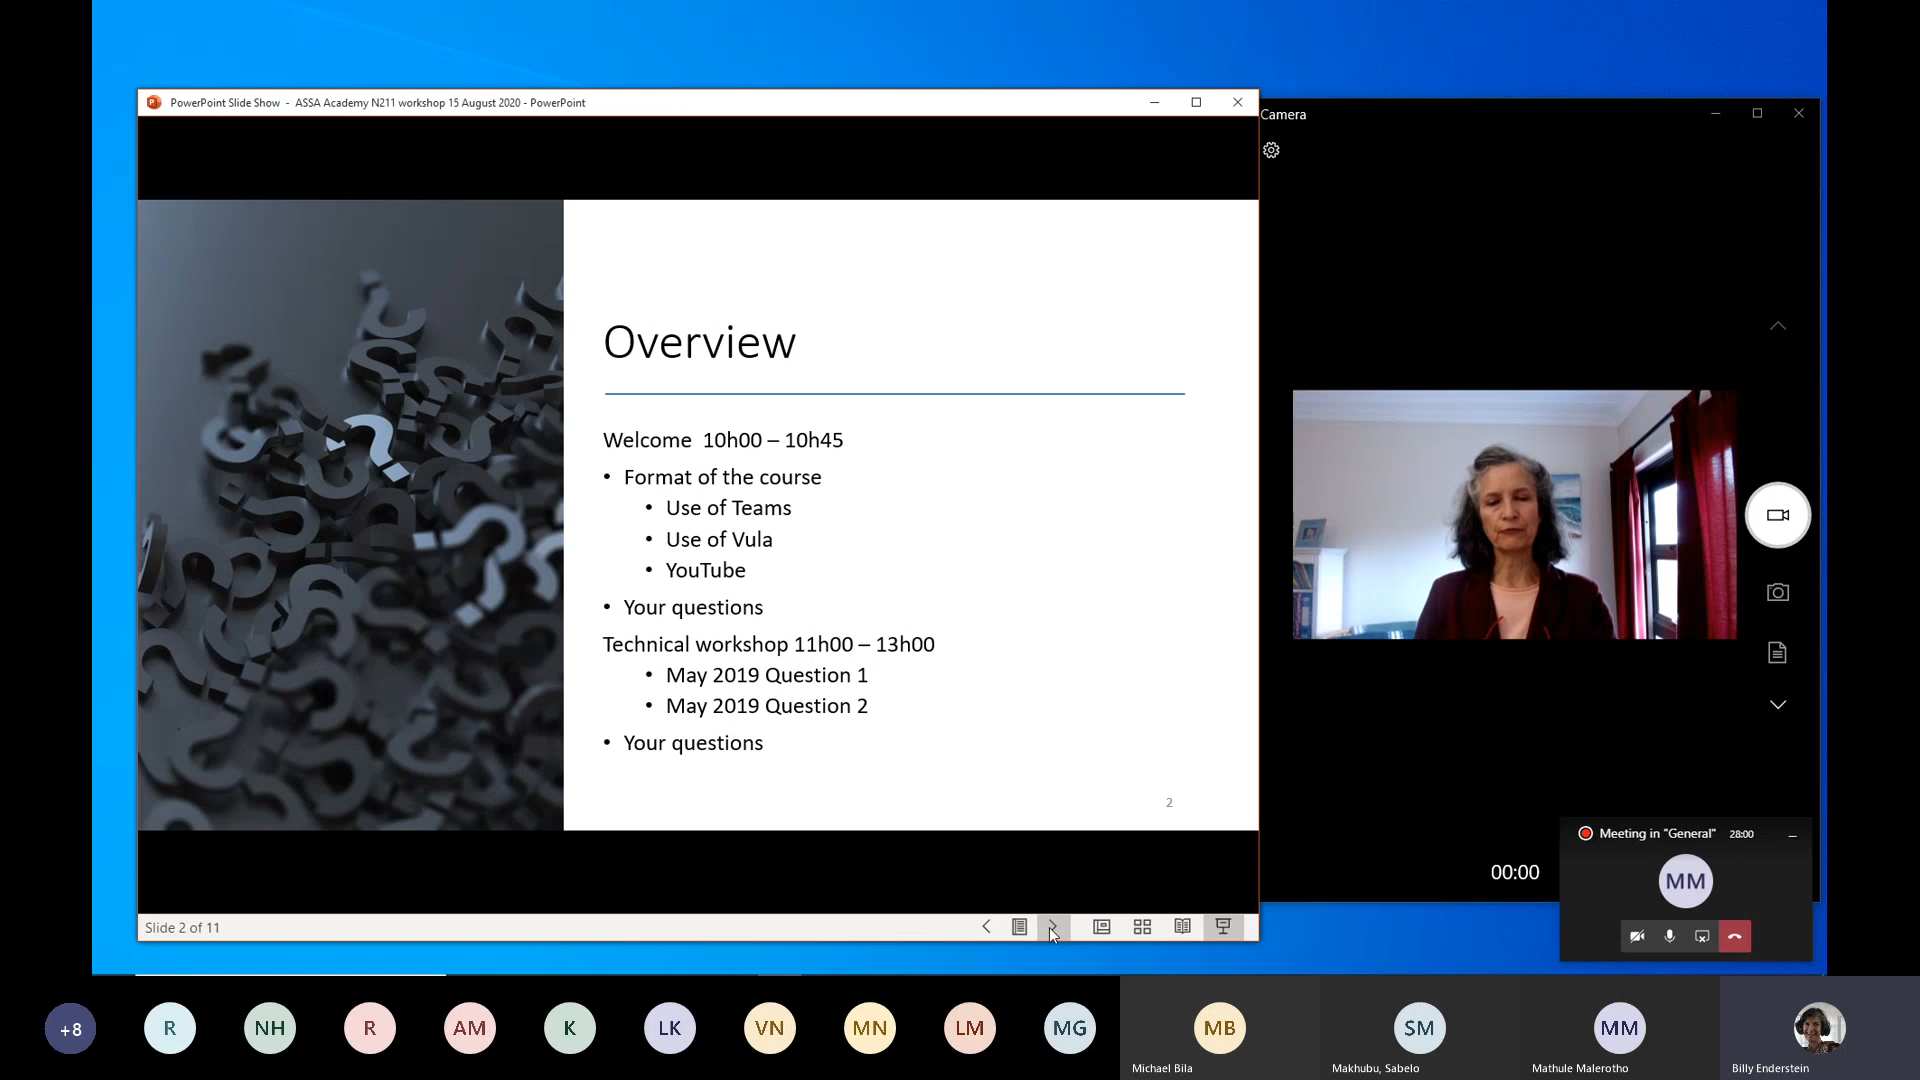 PowerPoint Slide Show - ASSA Academy N211 workshop 15 August 2020 - PowerPoint
Camera
Overview
Welcome 10h00 – 10h45
• Format of the course
• Use of Teams
• Use of Vula
• YouTube
• Your questions
Technical workshop 11h00 – 13h00
• May 2019 Question 1
• May 2019 Question 2
• Your questions
2
Slide 2 of 11
00:00
Meeting in "General" 28:00
MM
+8
R
NH
R
AM
K
LK
VN
MN
LM
MG
MB
SM
MM
Michael Bila
Makhubu, Sabelo
Mathule Malerotho
Billy Enderstein